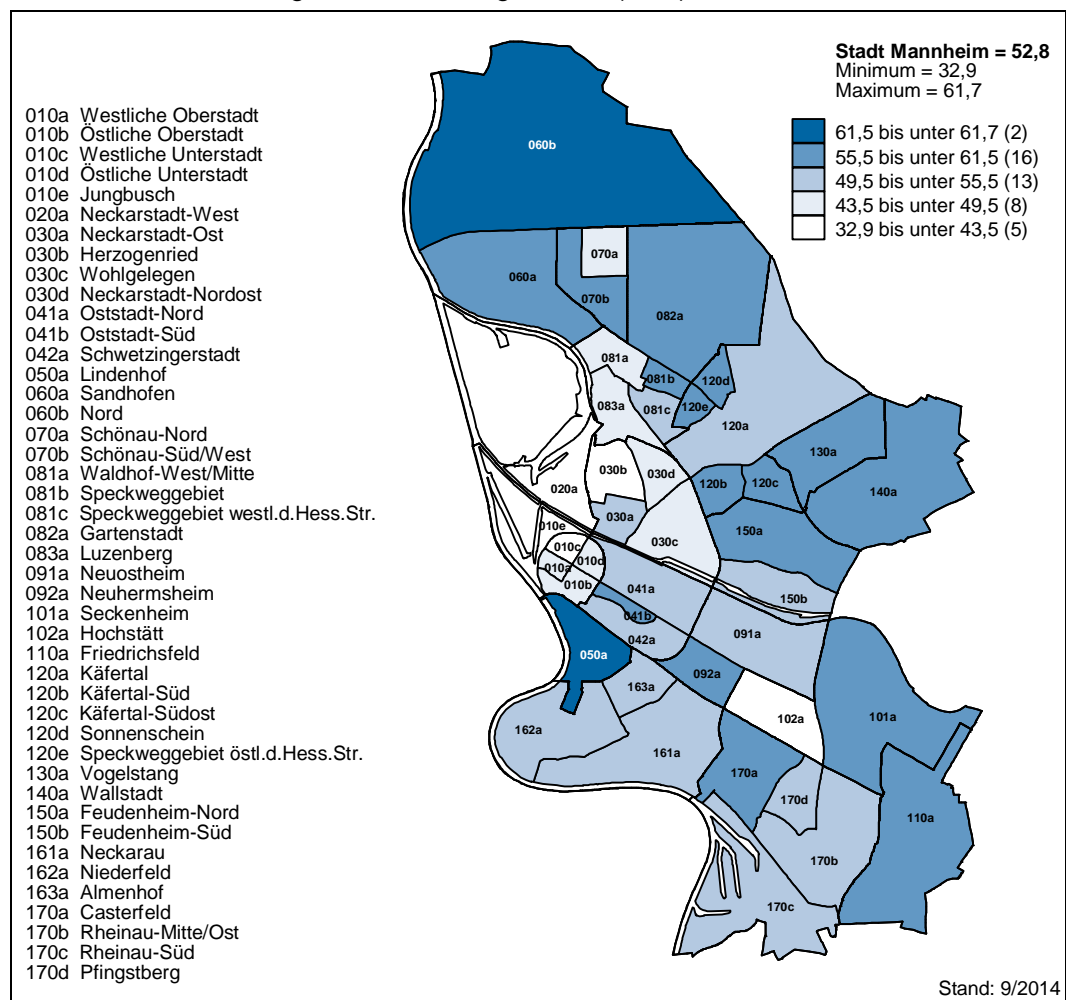 Stadt Mannheim = 52,8
Minimum = 32,9
Maximum = 61,7
61,5 bis unter 61,7 (2)
55,5 bis unter 61,5 (16)
49,5 bis unter 55,5 (13)
43,5 bis unter 49,5 (8)
32,9 bis unter 43,5 (5)
010a Westliche Oberstadt
010b Östliche Oberstadt
010c Westliche Unterstadt
010d Östliche Unterstadt
010e Jungbusch
020a Neckarstadt-West
030a Neckarstadt-Ost
030b Herzogenried
030c Wohlgelegen
030d Neckarstadt-Nordost
041a Oststadt-Nord
041b Oststadt-Süd
042a Schwetzingerstadt
050a Lindenhof
060a Sandhofen
060b Nord
070a Schönau-Nord
070b Schönau-Süd/West
081a Waldhof-West/Mitte
081b Speckweggebiet
081c Speckweggebiet westl.d.Hess.Str.
082a Gartenstadt
083a Luzenberg
091a Neuostheim
092a Neuhermsheim
101a Seckenheim
102a Hochstätt
110a Friedrichsfeld
120a Käfertal
120b Käfertal-Süd
120c Käfertal-Südost
120d Sonnenschein
120e Speckweggebiet östl.d.Hess.Str.
130a Vogelstang
140a Wallstadt
150a Feudenheim-Nord
150b Feudenheim-Süd
161a Neckarau
162a Niederfeld
163a Almenhof
170a Casterfeld
170b Rheinau-Mitte/Ost
170c Rheinau-Süd
170d Pfingstberg
060b
070a
060a
070b
082a
081a
081b
120d
083a
081c
120e
120a
130a
030b
030d
120b
120c
020a
140a
030a
010e
150a
010c
030c
010a
010d
010b
041a
150b
041b
042a
091a
050a
092a
163a
102a
101a
162a
161a
170a
170d
110a
170b
170c
Stand: 9/2014